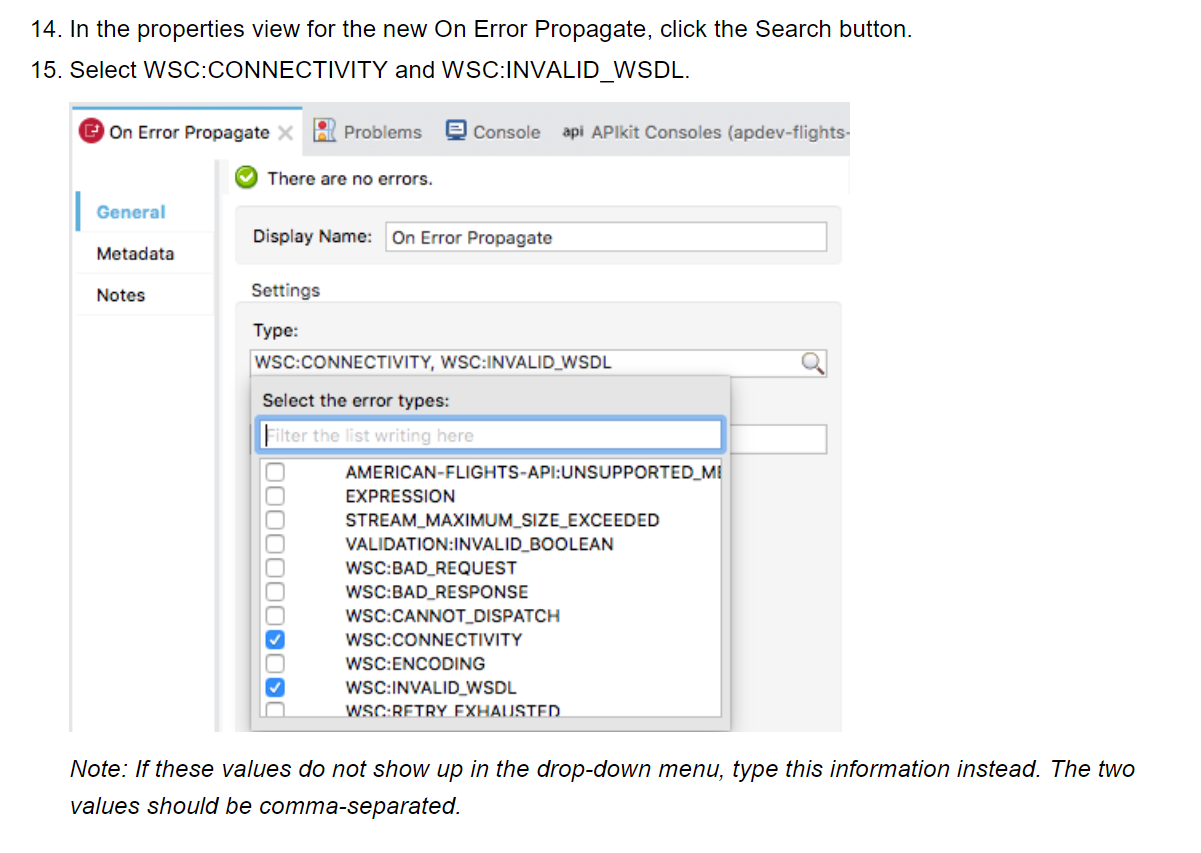 14. In the properties view for the new On Error Propagate, click the Search button.
15. Select WSC:CONNECTIVITY and WSC:INVALID_WSDL.
On Error Propagate Problems Console api APIkit Consoles (apdev-flights-
There are no errors.
General
Display Name: On Error Propagate
Metadata
Notes
Settings
Type:
WSC:CONNECTIVITY, WSC:INVALID_WSDL
Select the error types:
Filter the list writing here
AMERICAN-FLIGHTS-API:UNSUPPORTED_ME
EXPRESSION
STREAM_MAXIMUM_SIZE_EXCEEDED
VALIDATION:INVALID_BOOLEAN
WSC:BAD_REQUEST
WSC:BAD_RESPONSE
WSC:CANNOT_DISPATCH
WSC:CONNECTIVITY
WSC:ENCODING
WSC:INVALID_WSDL
WSC:RETRY_EXHAUSTED
Note: If these values do not show up in the drop-down menu, type this information instead. The two
values should be comma-separated.